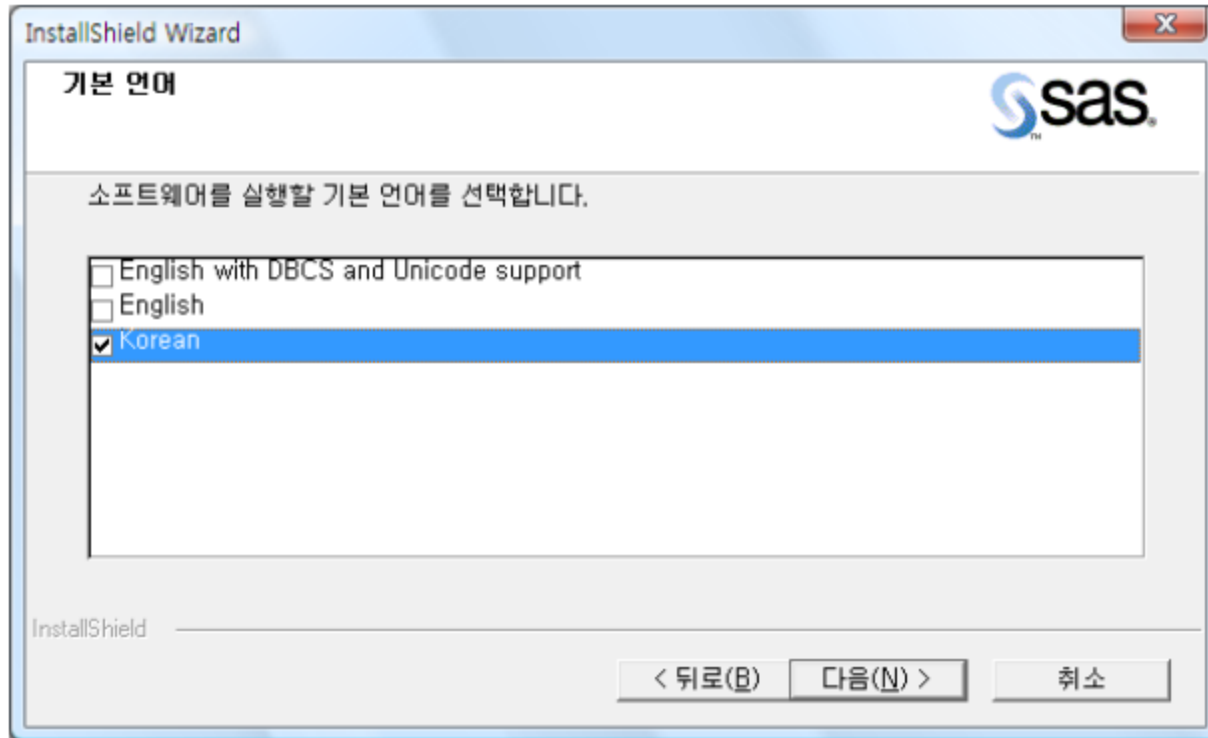 InstallShield Wizard
기본 언어
sas.
소프트웨어를 실행할 기본 언어를 선택합니다.
English with DBCS and Unicode support
English
Korean
InstallShield
< 뒤로(B)
다음(N) >
취소